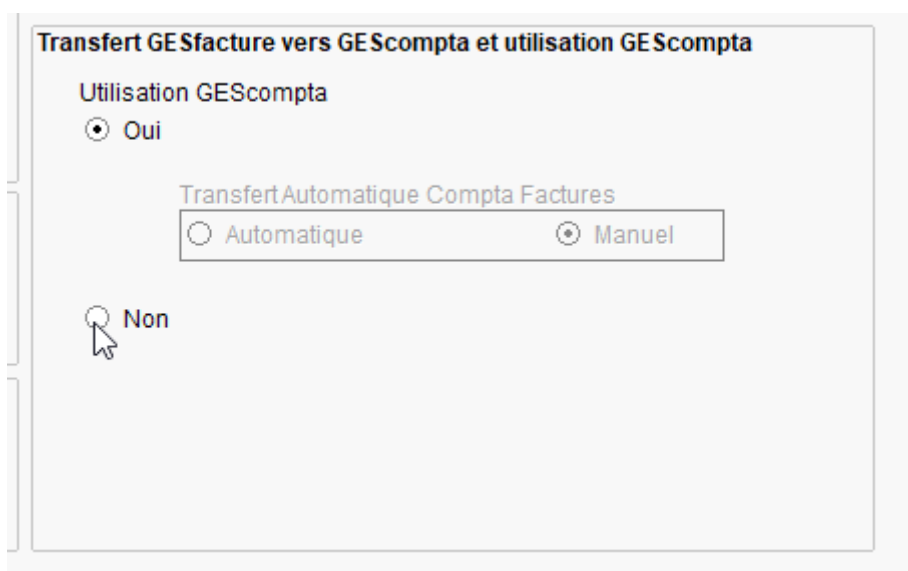 Transfert GESfacture vers GEScompta et utilisation GEScompta
Utilisation GEScompta
Oui
Transfert Automatique Compta Factures
Automatique Manuel
Non